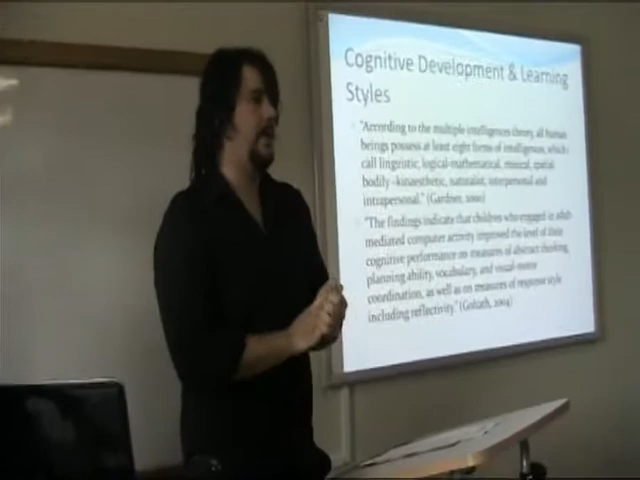 Cognitive Development & Learning
Styles
"According to the multiple intelligences theory, all human
beings possess at least eight forms of intelligence, which I
call linguistic, logical-mathematical, musical, spatial
bodily -kinaesthetic, naturalist, interpersonal and
intrapersonal." (Gardner,
"The findings indicate that children who engaged in adult-
mediated computer activity improved the level of their
cognitive performance on measures of abstract thinking
planning ability, vocabulary, and visual-motor
coordination, as well as on measures of response style
including reflectivity." 2004)